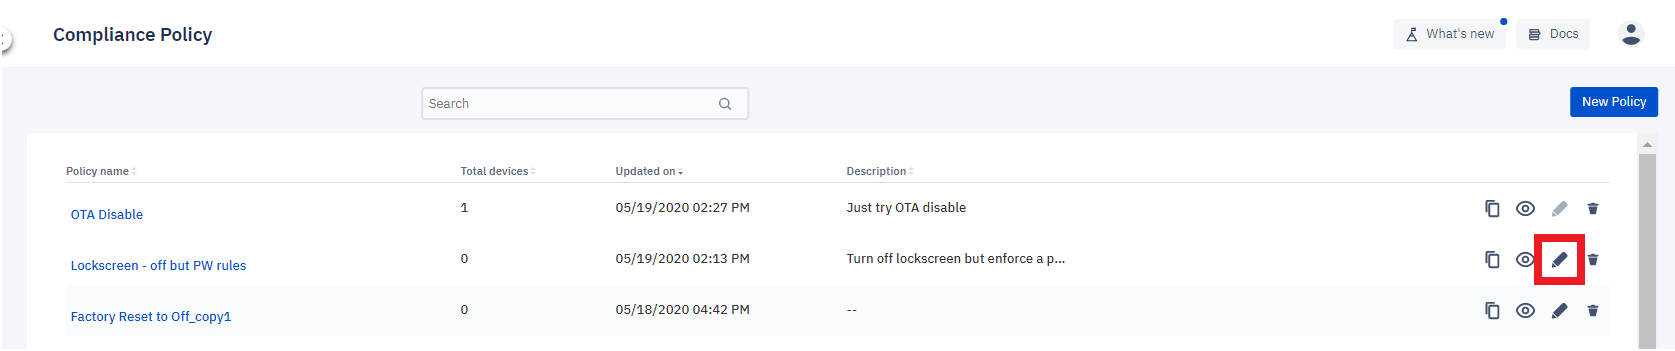 Compliance Policy
What's new
Docs
Search
New Policy
Policy name Total devices Updated on Description
OTA Disable 1 05/19/2020 02:27 PM Just try OTA disable
Lockscreen - off but PW rules 0 05/19/2020 02:13 PM Turn off lockscreen but enforce a p...
Factory Reset to Off_copy1 0 05/18/2020 04:42 PM --